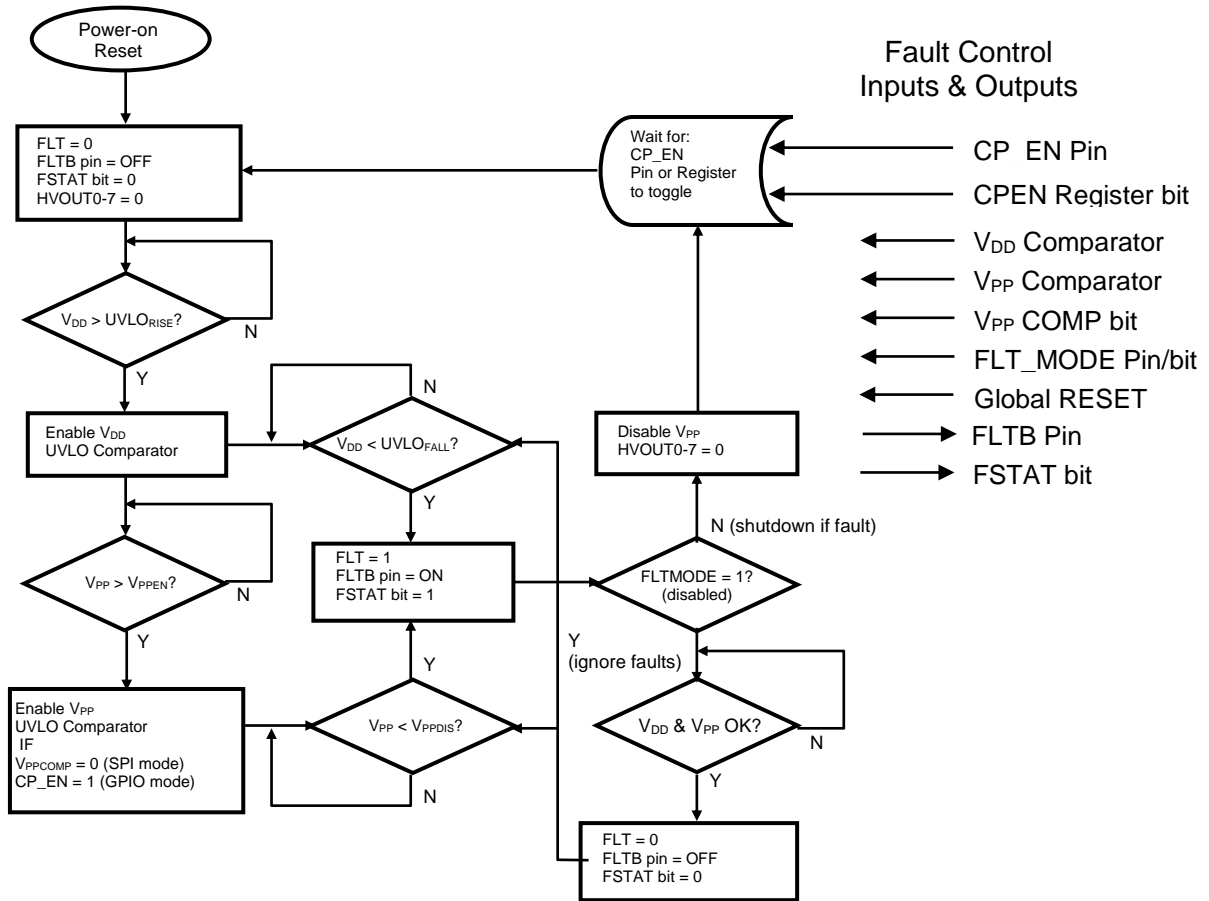 Power-on
Reset
Fault Control
Inputs & Outputs
FLT = 0
FLTB pin = OFF
FSTAT bit = 0
HVOUT0-7 = 0
Wait for:
CP_EN
Pin or Register
to toggle
CP_EN Pin
CPEN Register bit
VDD Comparator
VPP Comparator
VPP COMP bit
FLT_MODE Pin/bit
Global RESET
FLTB Pin
FSTAT bit
VDD > UVLORISE?
N
Y
Enable VDD
UVLO Comparator
N
VDD < UVLOFALL?
Y
Disable VPP
HVOUT0-7 = 0
N (shutdown if fault)
VPP > VPPEN?
N
Y
FLT = 1
FLTB pin = ON
FSTAT bit = 1
FLTMODE = 1?
(disabled)
Y
(ignore faults)
Enable VPP
UVLO Comparator
IF
VPPCOMP = 0 (SPI mode)
CP_EN = 1 (GPIO mode)
Y
VPP < VPPDIS?
N
VDD & VPP OK?
N
Y
FLT = 0
FLTB pin = OFF
FSTAT bit = 0